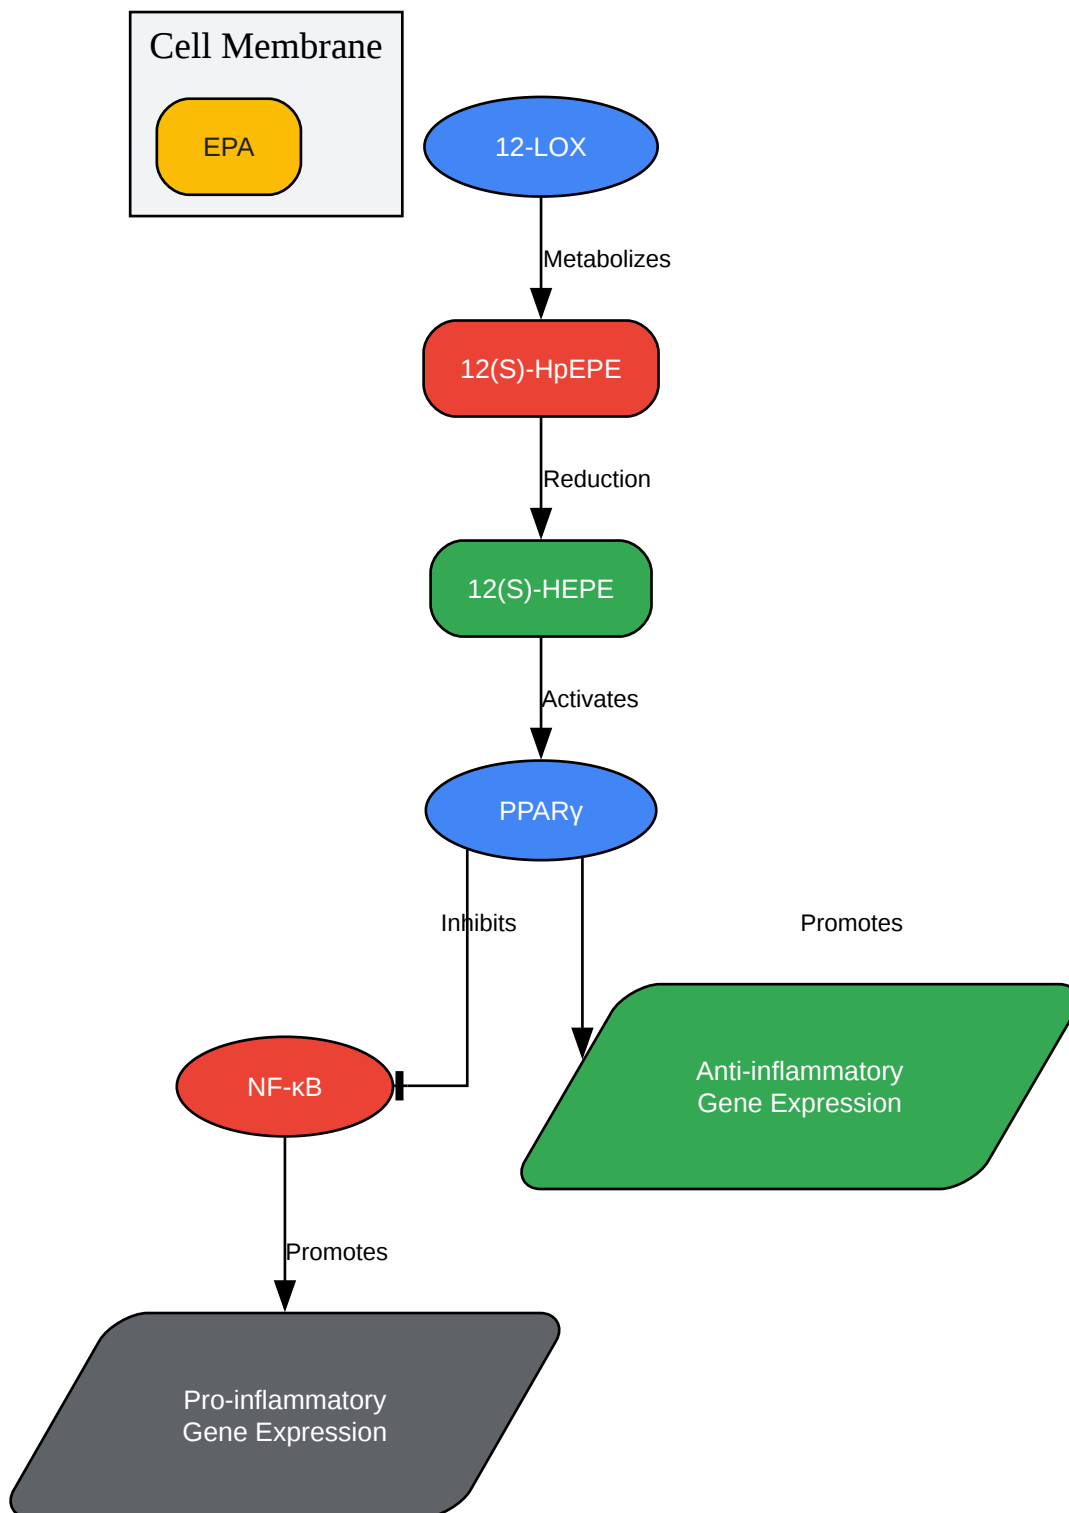 Cell Membrane
EPA
12-LOX
Metabolizes
12(S)-HpEPE
Reduction
12(S)-HEPE
Activates
PPARγ
Inhibits
Promotes
Anti-inflammatory
Gene Expression
NF-κB
Promotes
Pro-inflammatory
Gene Expression